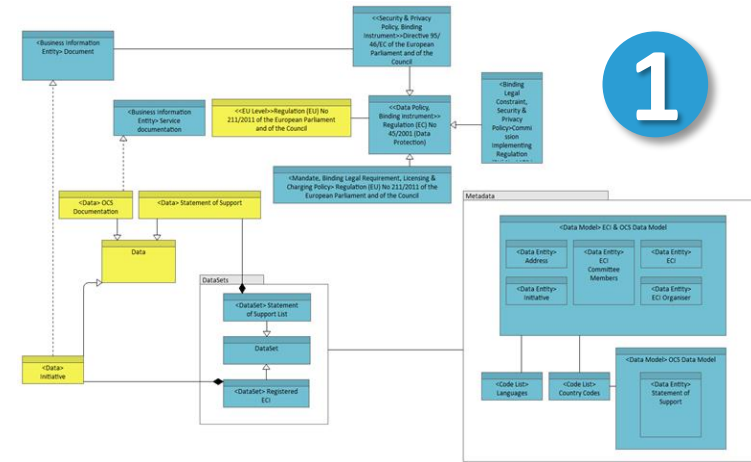 <Business Information
Entity> Document
<<Security & Privacy
Policy, Binding
Instrument>>Directive 95/
46/EC of the European
Parliament and of the
Council
1
<Business Information
Entity> Service
documentation
<<EU Level>>Regulation (EU) No
211/2011 of the European Parliament
and of the Council
<<Data Policy,
Binding Instrument>>
Regulation (EC) No
45/2001 (Data
Protection)
<Binding
Legal
Constraint,
Security &
Privacy
Policy>Commi
ssion
Implementing
Regulation
<Mandate, Binding Legal Requirement, Licensing &
Charging Policy> Regulation (EU) No 211/2011 of the
European Parliament and of the Council
<Data> OCS
Documentation
<Data> Statement of Support
Data
<Data>
Initiative
DataSets
<DataSet> Statement
of Support List
DataSet
<DataSet> Registered
ECI
Metadata
<Data Model> ECI & OCS Data Model
<Data Entity>
Address
<Data Entity>
ECI
Committee
Members
<Data Entity>
ECI
<Data Entity>
Initiative
<Data Entity>
ECI Organiser
<Code List>
Languages
<Code List>
Country Codes
<Data Model> OCS Data Model
<Data Entity>
Statement of
Support